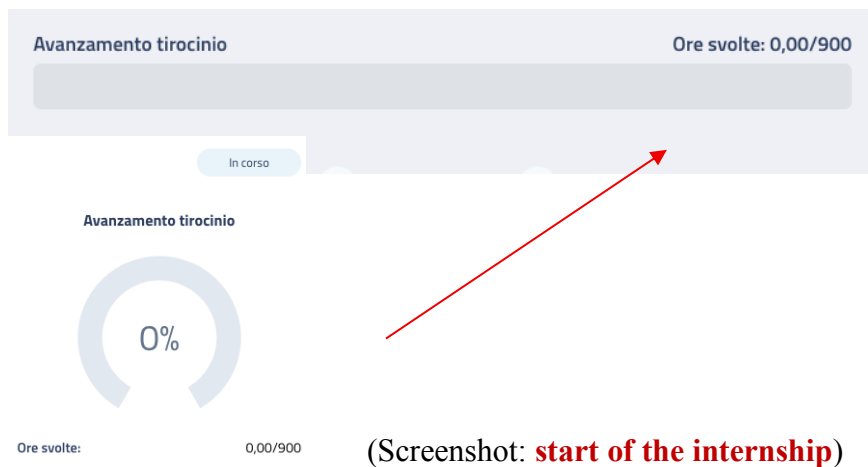 Avanzamento tirocinio Ore svolte: 0,00/900
In corso
Avanzamento tirocinio
0%
Ore svolte: 0,00/900
(Screenshot: start of the internship)